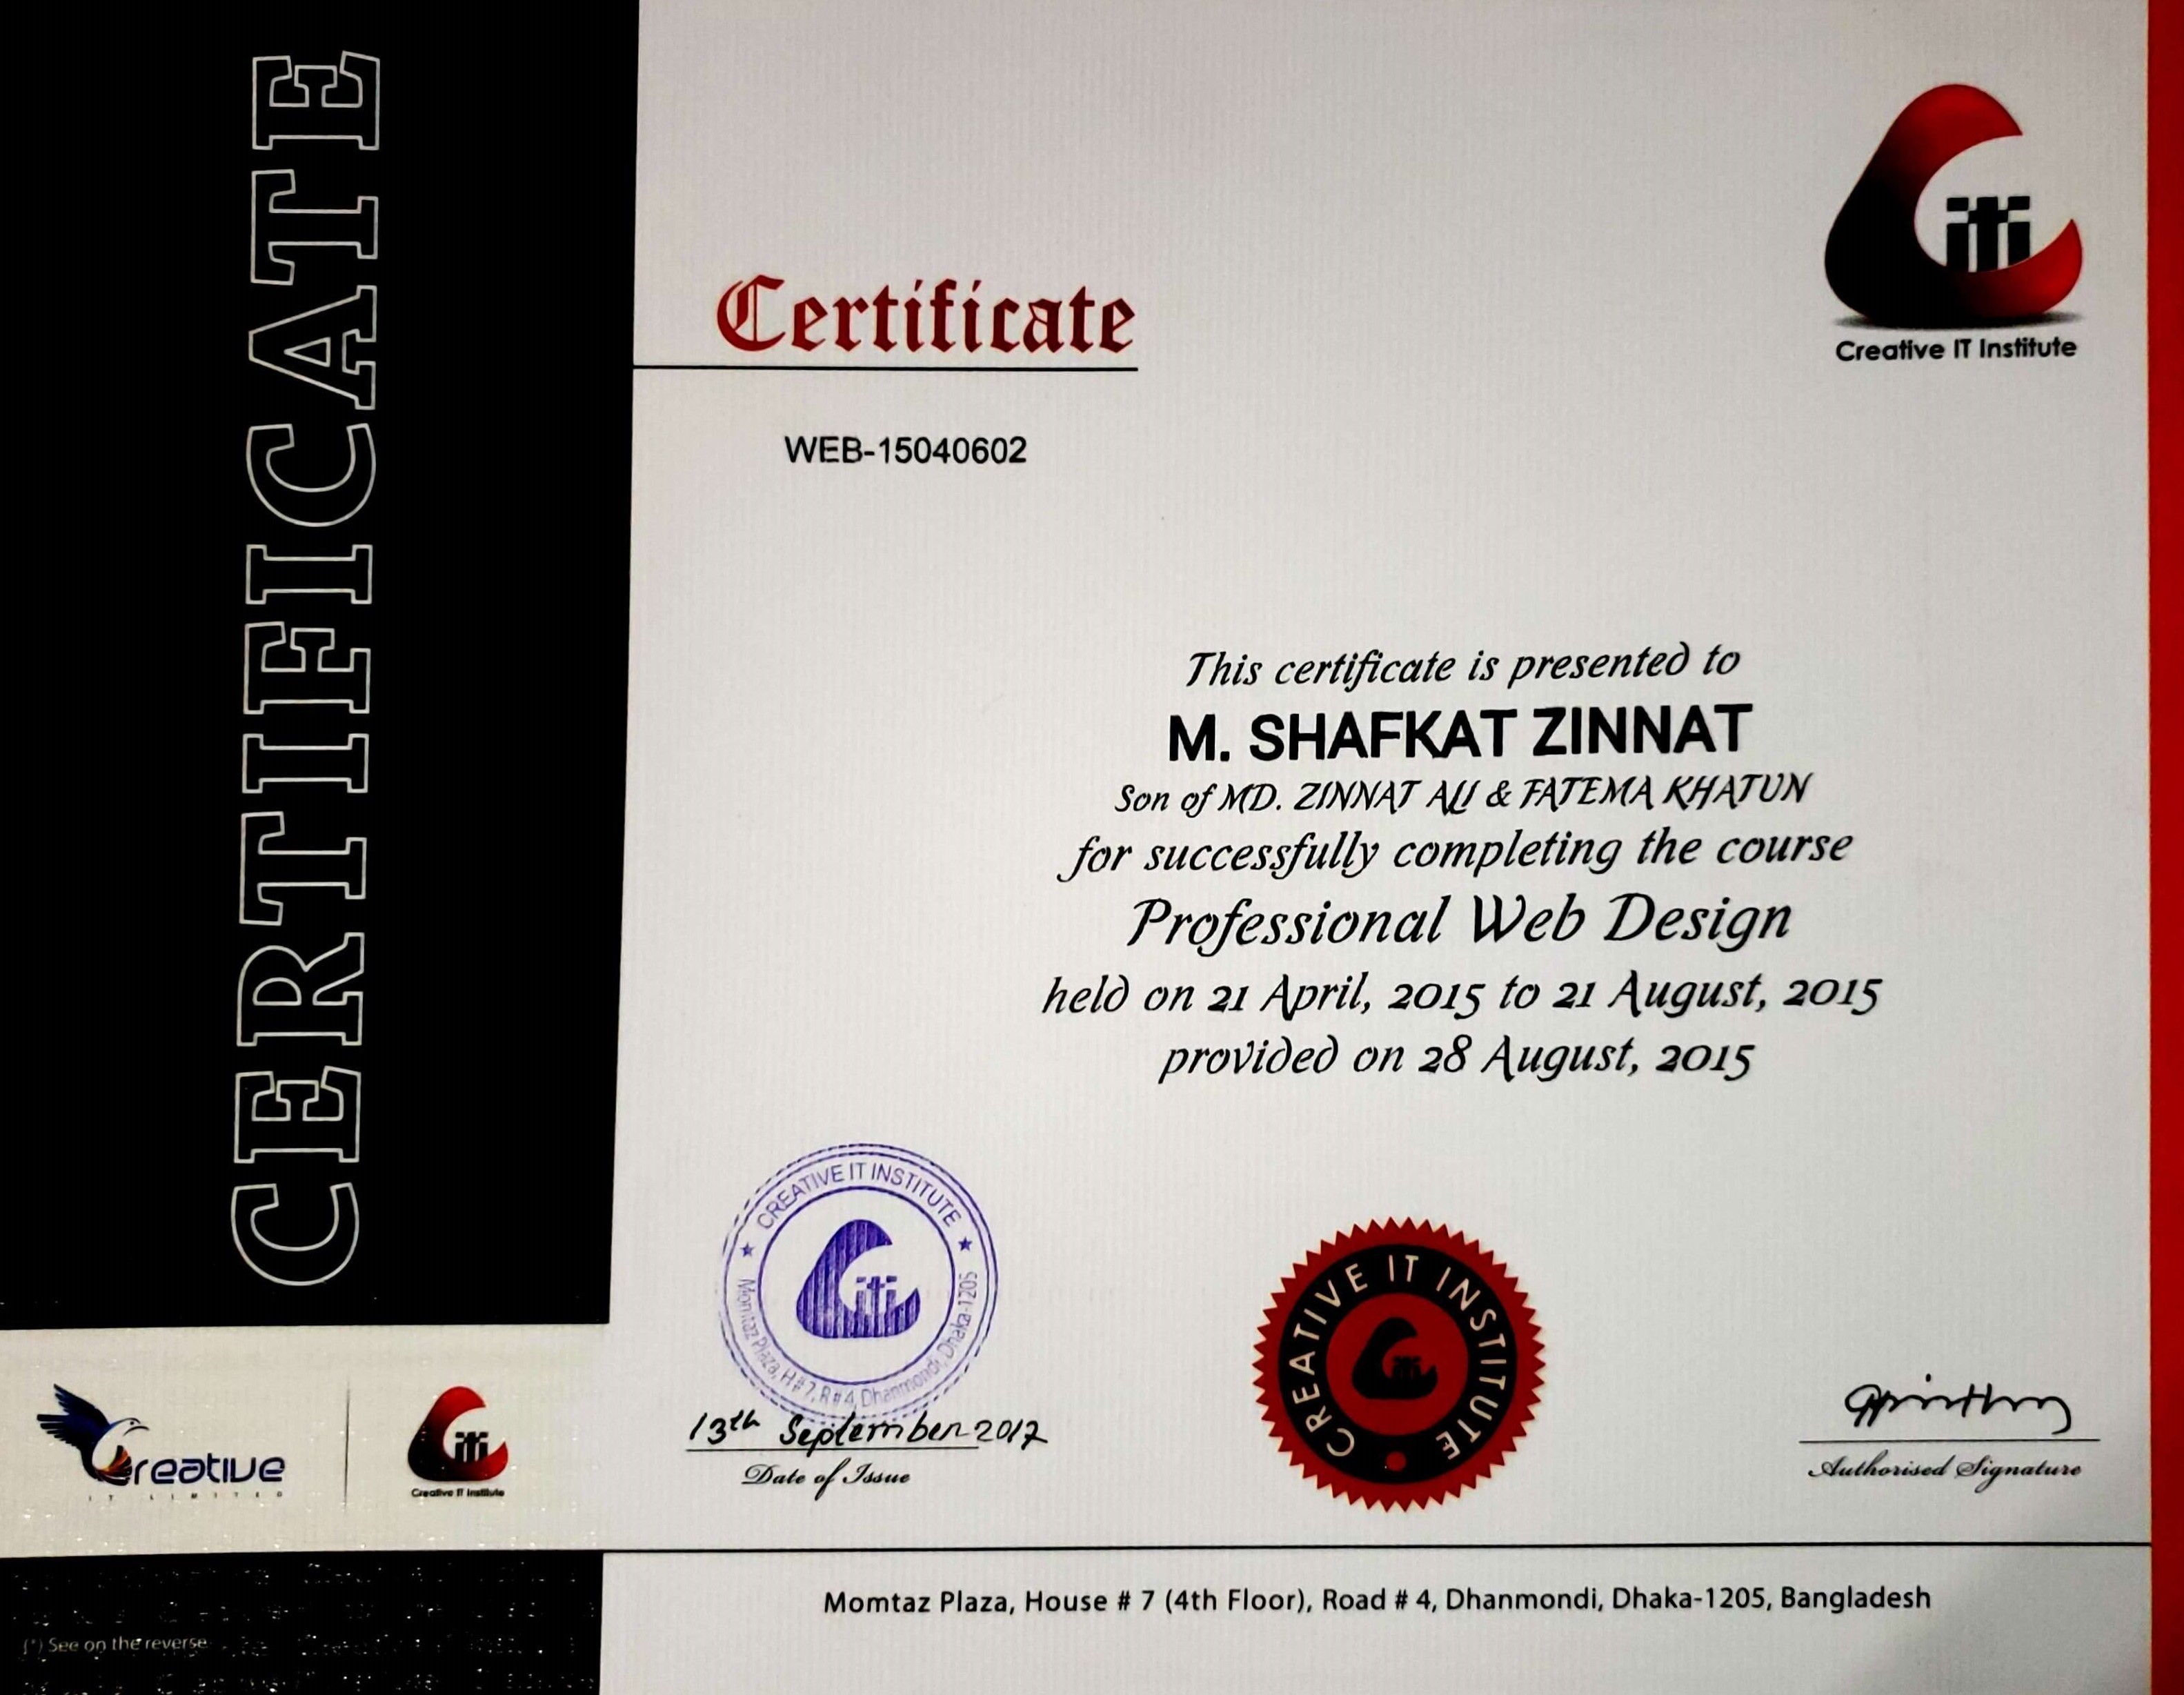 CERTIFICATE
iti
Creative IT Institute
Certificate
WEB-15040602
This certificate is presented to
M. SHAFKAT ZINNAT
Son of MD. ZINNAT ALI & FATEMA KHATUN
for successfully completing the course
Professional Web Design
held on 21 April, 2015 to 21 August, 2015
provided on 28 August, 2015
CREATIVE IT INSTITUTE
iti
Momtaz Plaza, H#7, R#4, Dhanmondi, Dhaka-1205
13th September 2017
Date of Issue
CREATIVE IT INSTITUTE
iti
Authorised Signature
Creative
IT LIMITED
iti
Creative IT Institute
Momtaz Plaza, House # 7 (4th Floor), Road # 4, Dhanmondi, Dhaka-1205, Bangladesh
(*) See on the reverse